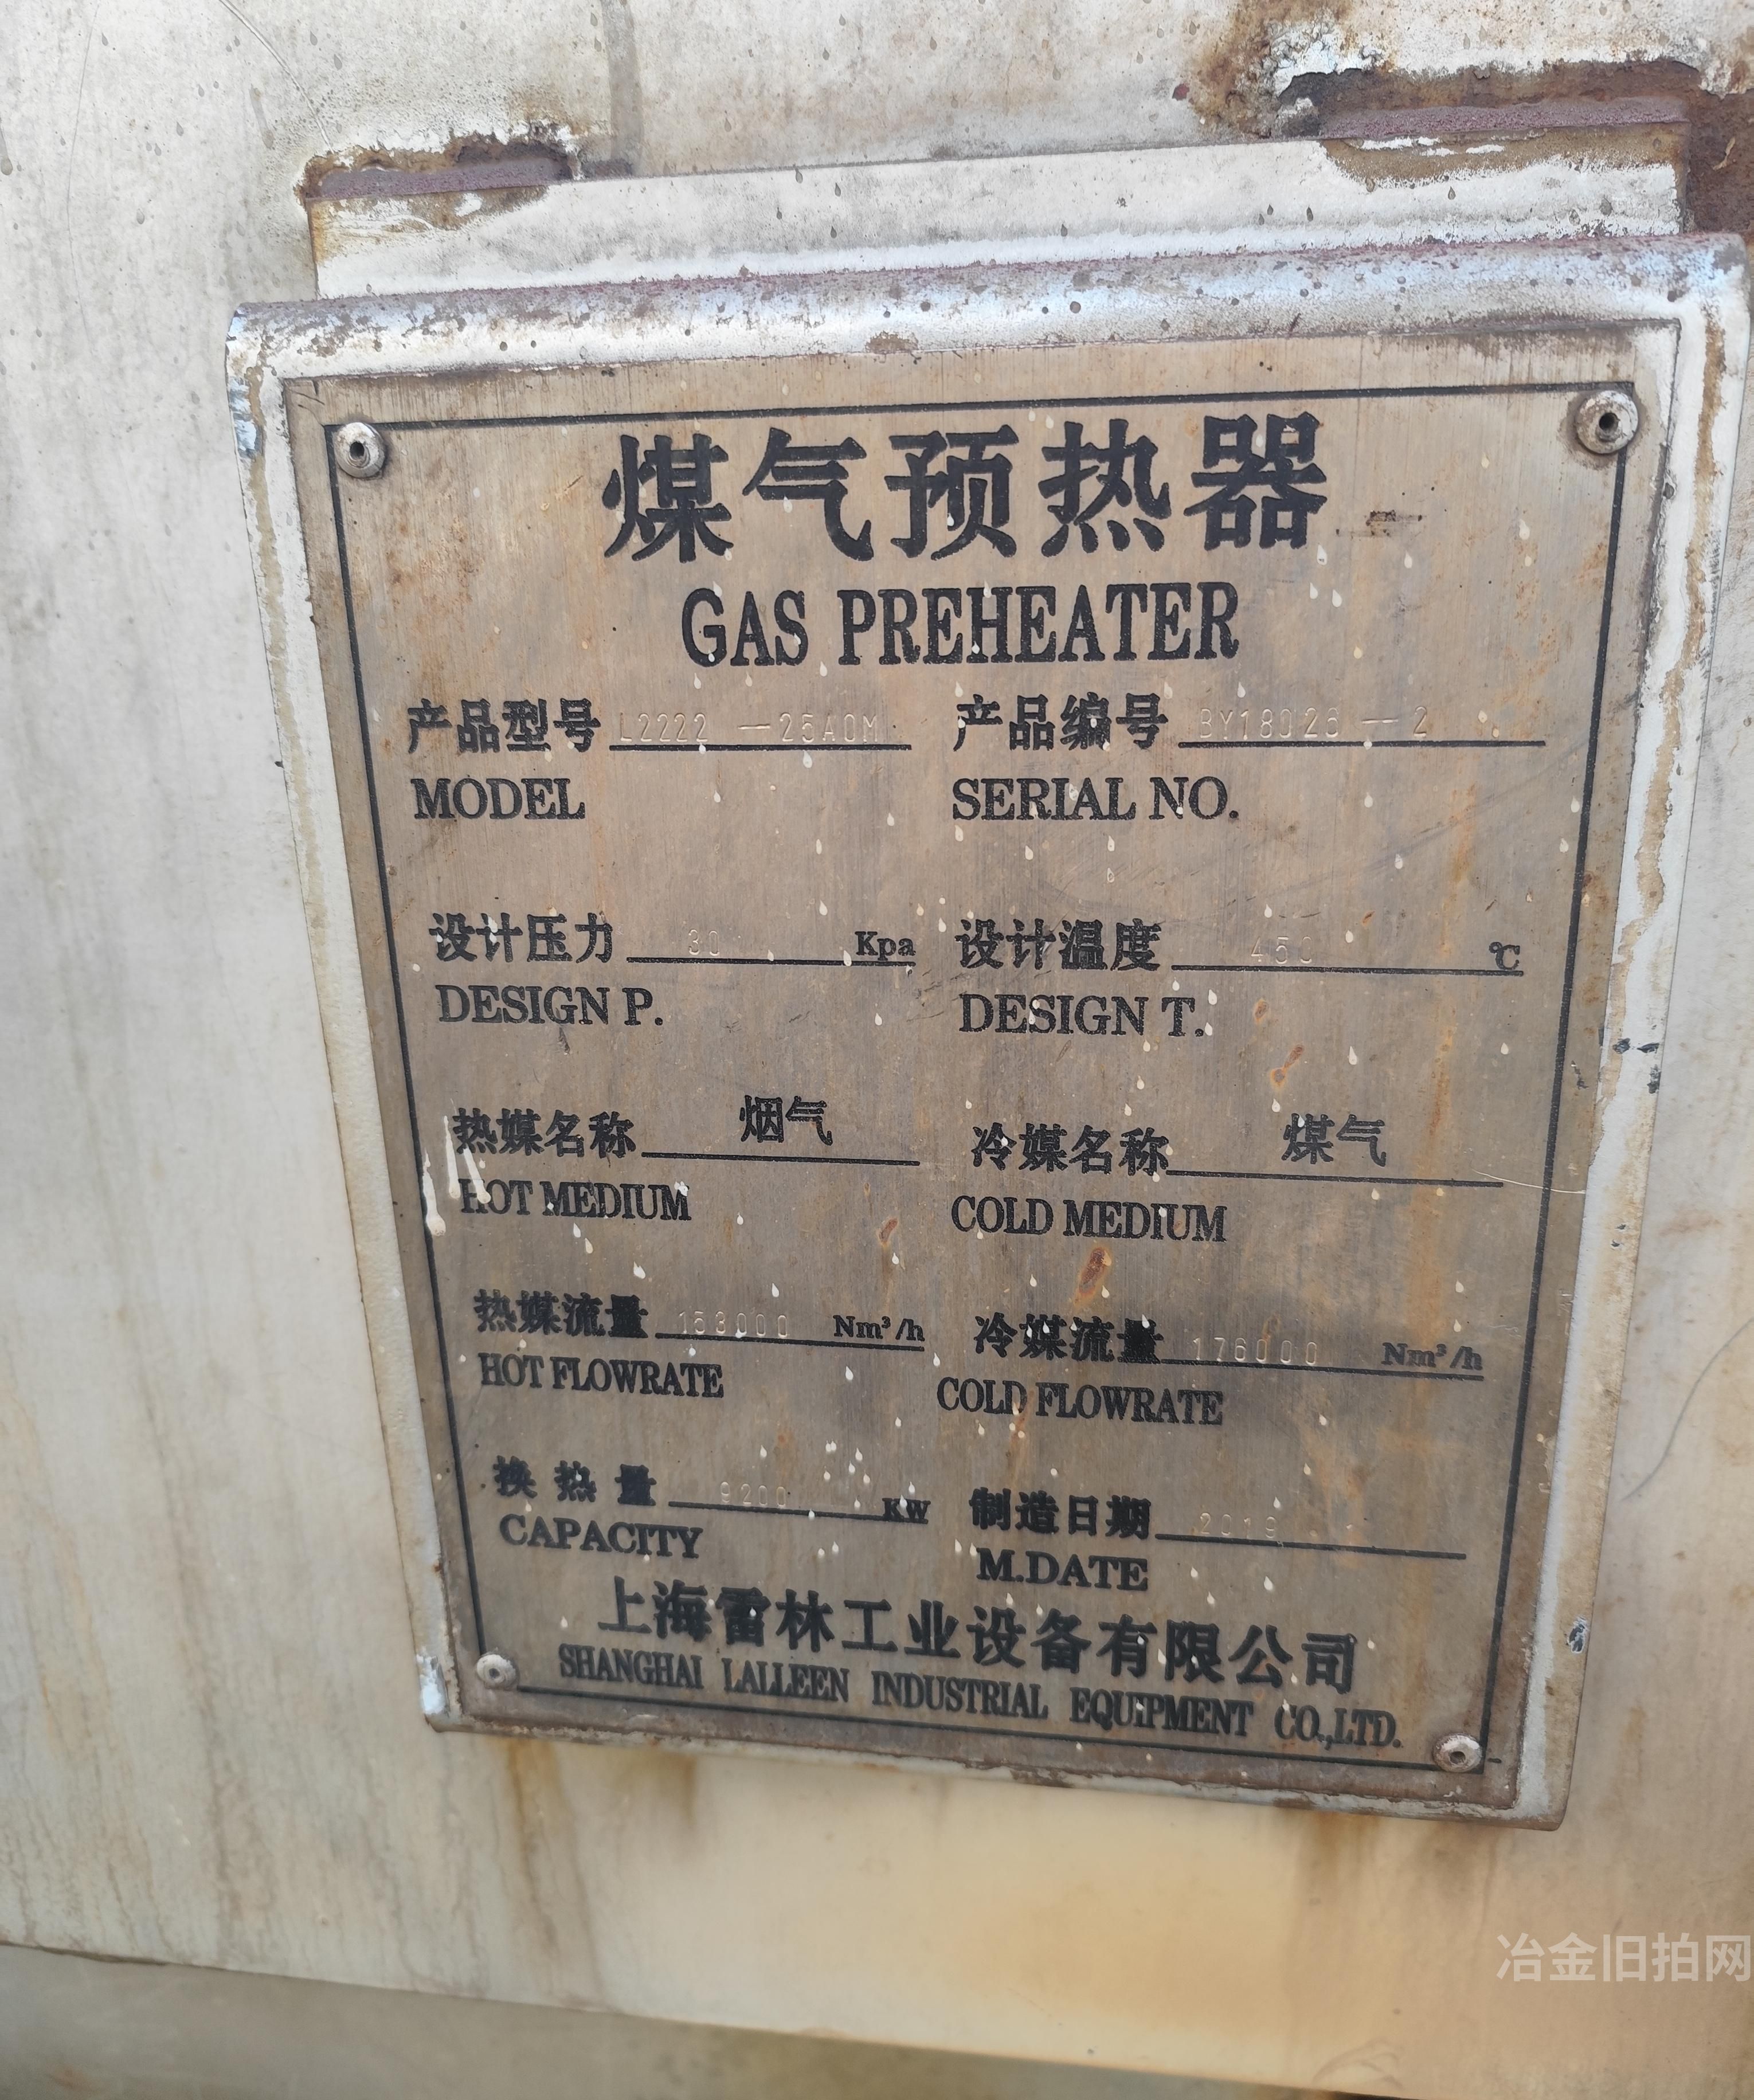 煤气预热器
GAS PREHEATER
产品型号 L2222 —25A0M 产品编号 BY18026 — 2
MODEL SERIAL NO.
设计压力 30 Kpa 设计温度 450 ℃
DESIGN P. DESIGN T.
热媒名称 烟气 冷媒名称 煤气
HOT MEDIUM COLD MEDIUM
热媒流量 153000 Nm³/h 冷媒流量 176000 Nm³/h
HOT FLOWRATE COLD FLOWRATE
换热量 9200 KW 制造日期 2019 . 1
CAPACITY M.DATE
上海雷林工业设备有限公司
SHANGHAI LALLEEN INDUSTRIAL EQUIPMENT CO.,LTD.
冶金旧拍网